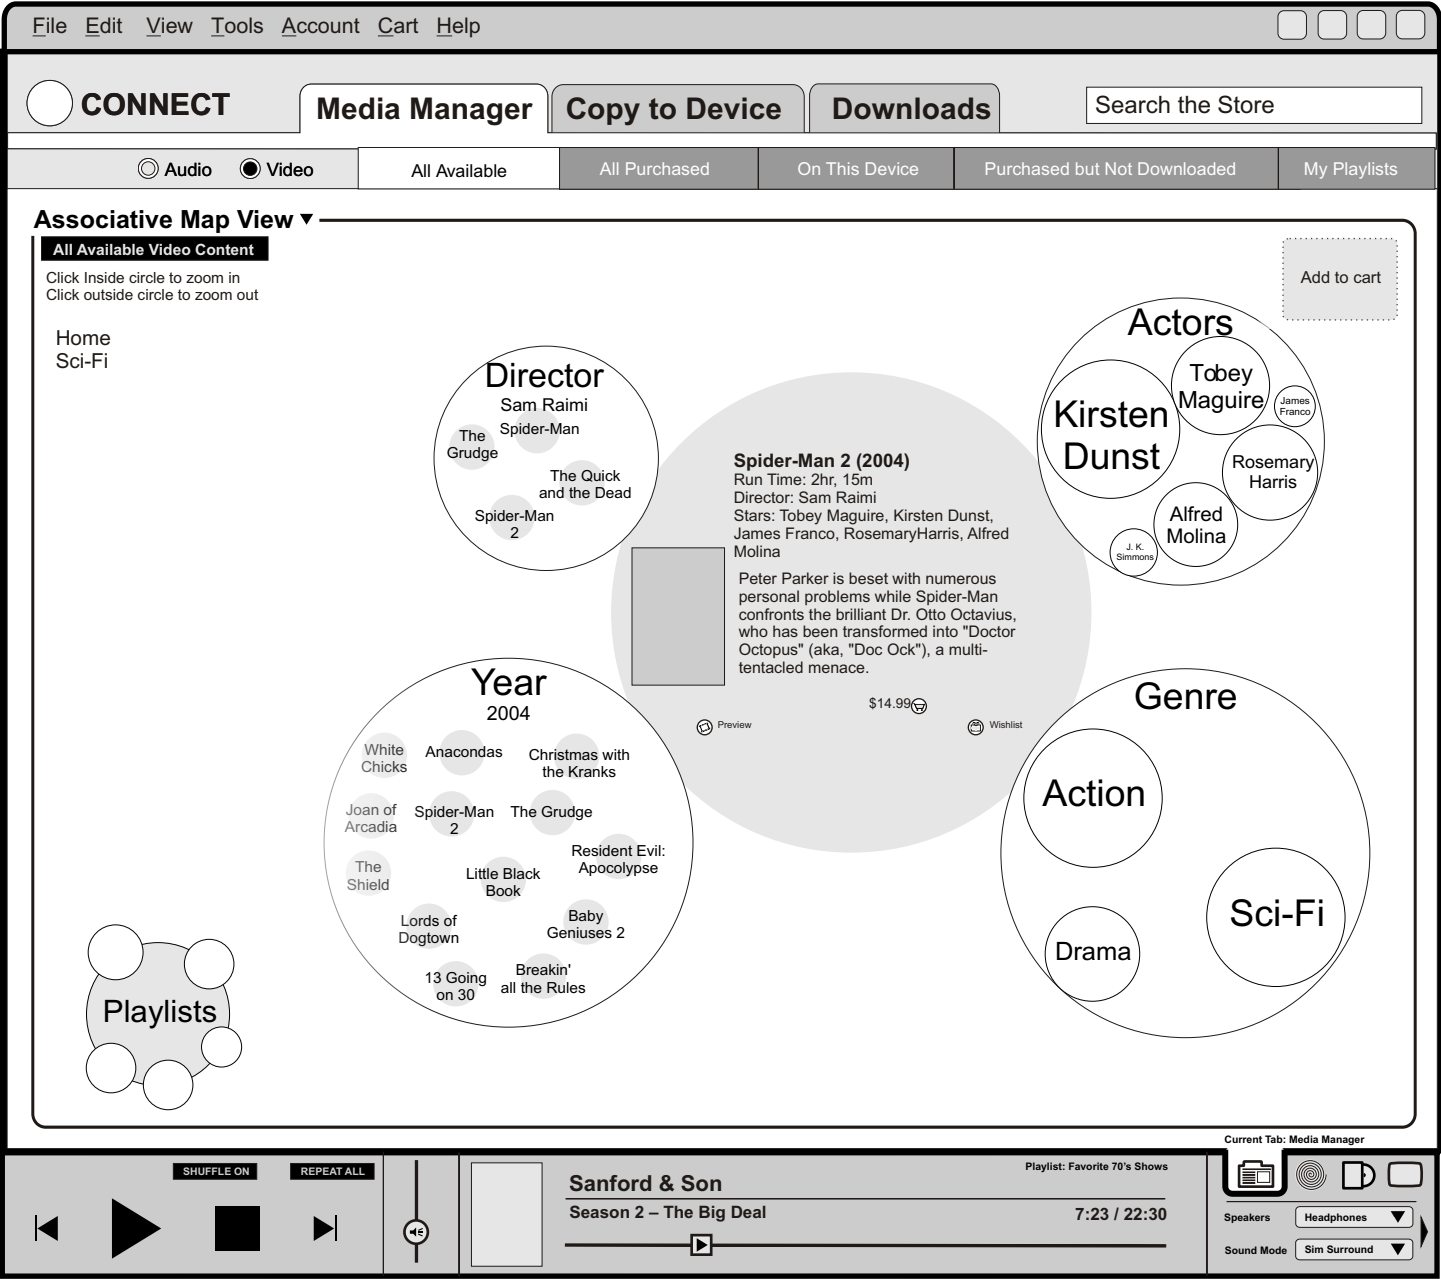 File Edit View Tools Account Cart Help
CONNECT
Media Manager
Copy to Device
Downloads
Search the Store
Audio
Video
All Available
All Purchased
On This Device
Purchased but Not Downloaded
My Playlists
Associative Map View
All Available Video Content
Click Inside circle to zoom in
Click outside circle to zoom out
Home
Sci-Fi
Add to cart
Director
Sam Raimi
Spider-Man
The
Grudge
The Quick
and the Dead
Spider-Man
2
Spider-Man 2 (2004)
Run Time: 2hr, 15m
Director: Sam Raimi
Stars: Tobey Maguire, Kirsten Dunst,
James Franco, RosemaryHarris, Alfred
Molina
Peter Parker is beset with numerous
personal problems while Spider-Man
confronts the brilliant Dr. Otto Octavius,
who has been transformed into "Doctor
Octopus" (aka, "Doc Ock"), a multi-
tentacled menace.
$14.99
Preview
Wishlist
Actors
Tobey
Maguire
James
Franco
Kirsten
Dunst
Rosemary
Harris
Alfred
Molina
J. K.
Simmons
Year
2004
White
Chicks
Anacondas
Christmas with
the Kranks
Joan of
Arcadia
Spider-Man
2
The Grudge
Resident Evil:
Apocolypse
The
Shield
Little Black
Book
Lords of
Dogtown
Baby
Geniuses 2
13 Going
on 30
Breakin'
all the Rules
Genre
Action
Sci-Fi
Drama
Playlists
Current Tab: Media Manager
SHUFFLE ON
REPEAT ALL
Playlist: Favorite 70's Shows
Sanford & Son
Season 2 – The Big Deal
7:23 / 22:30
Speakers
Headphones
Sound Mode
Sim Surround